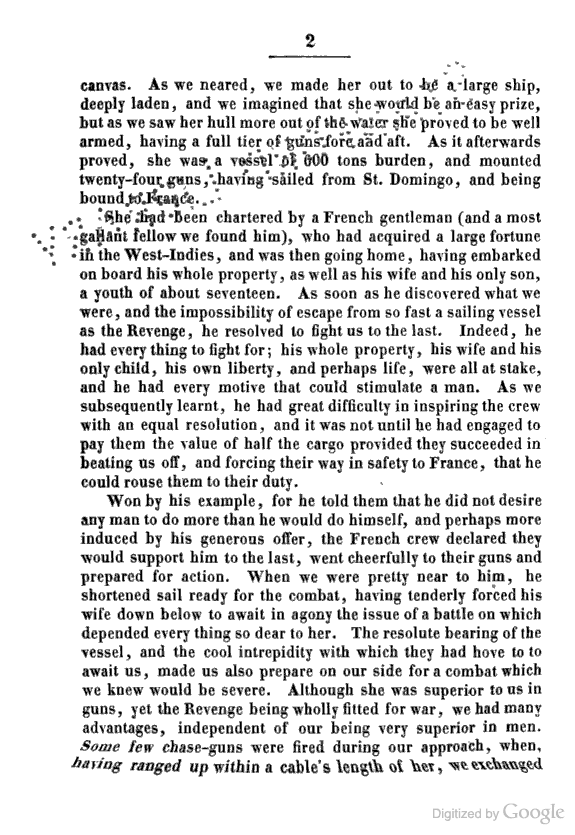 2
canvas. As we neared, we made her out to be a large ship,
deeply laden, and we imagined that she would be an easy prize,
but as we saw her hull more out of the water she proved to be well
armed, having a full tier of guns fore and aft. As it afterwards
proved, she was a vessel of 600 tons burden, and mounted
twenty-four guns, having sailed from St. Domingo, and being
bound to France.
She had been chartered by a French gentleman (and a most
gallant fellow we found him), who had acquired a large fortune
in the West-Indies, and was then going home, having embarked
on board his whole property, as well as his wife and his only son,
a youth of about seventeen. As soon as he discovered what we
were, and the impossibility of escape from so fast a sailing vessel
as the Revenge, he resolved to fight us to the last. Indeed, he
had every thing to fight for; his whole property, his wife and his
only child, his own liberty, and perhaps life, were all at stake,
and he had every motive that could stimulate a man. As we
subsequently learnt, he had great difficulty in inspiring the crew
with an equal resolution, and it was not until he had engaged to
pay them the value of half the cargo provided they succeeded in
beating us off, and forcing their way in safety to France, that he
could rouse them to their duty.
Won by his example, for he told them that he did not desire
any man to do more than he would do himself, and perhaps more
induced by his generous offer, the French crew declared they
would support him to the last, went cheerfully to their guns and
prepared for action. When we were pretty near to him, he
shortened sail ready for the combat, having tenderly forced his
wife down below to await in agony the issue of a battle on which
depended every thing so dear to her. The resolute bearing of the
vessel, and the cool intrepidity with which they had hove to to
await us, made us also prepare on our side for a combat which
we knew would be severe. Although she was superior to us in
guns, yet the Revenge being wholly fitted for war, we had many
advantages, independent of our being very superior in men.
Some few chase-guns were fired during our approach, when,
having ranged up within a cable's length of her, we exchanged
Digitized by Google